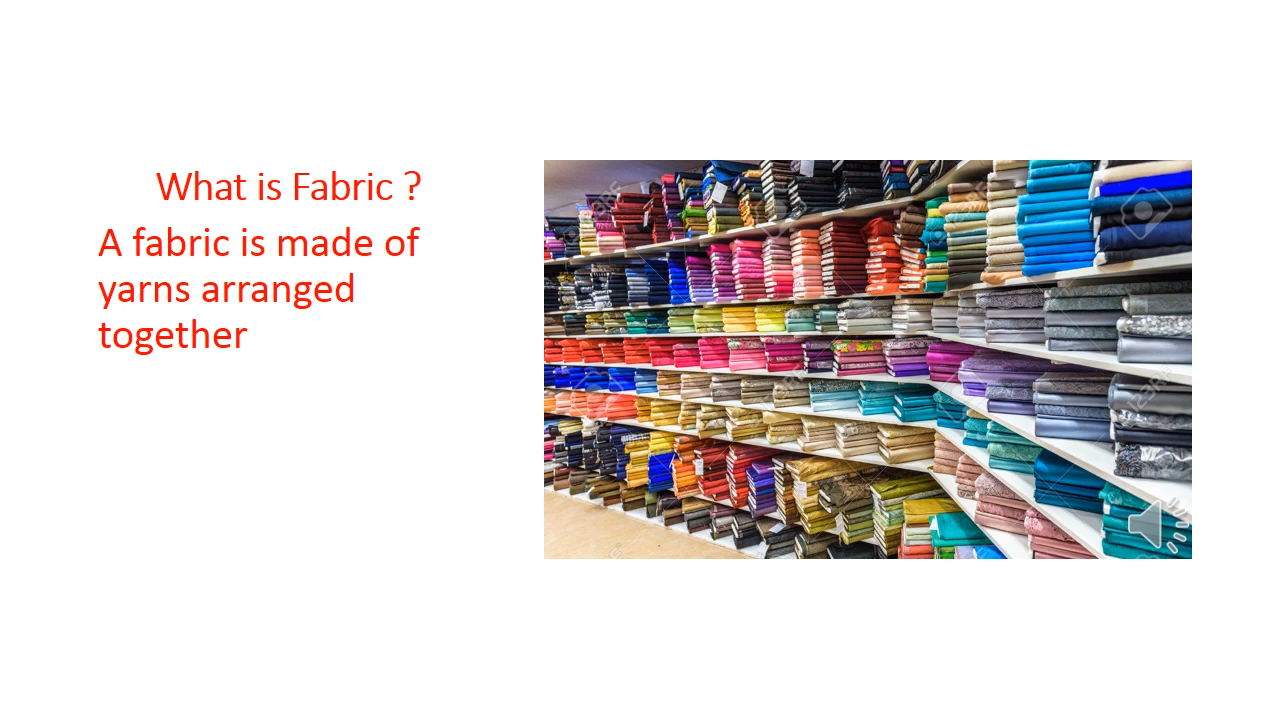 What is Fabric ?
A fabric is made of
yarns arranged
together